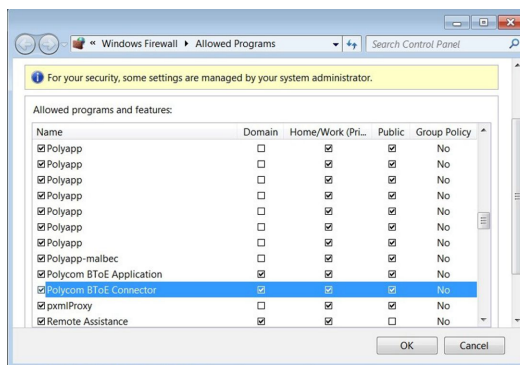 « Windows Firewall ▸ Allowed Programs
Search Control Panel
For your security, some settings are managed by your system administrator.
Allowed programs and features:
Name Domain Home/Work (Pri... Public Group Policy
Polyapp No
Polyapp No
Polyapp No
Polyapp No
Polyapp No
Polyapp No
Polyapp No
Polyapp-malbec No
Polycom BToE Application No
Polycom BToE Connector No
pxmlProxy No
Remote Assistance No
OK Cancel